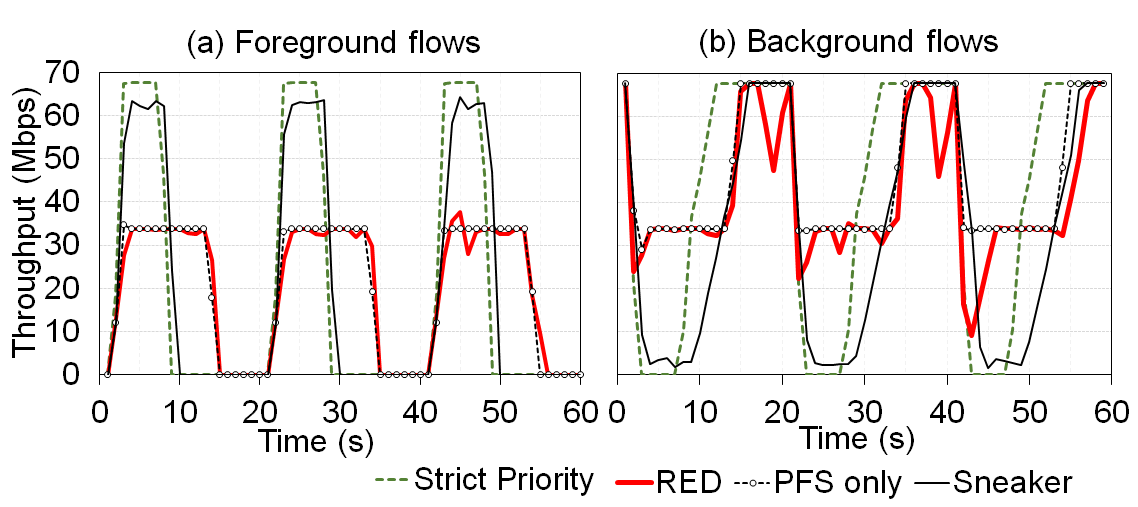 (a) Foreground flows
(b) Background flows
Throughput (Mbps)
70
60
50
40
30
20
10
0
0 10 20 30 40 50 60
0 10 20 30 40 50 60
Time (s)
Time (s)
Strict Priority RED PFS only Sneaker